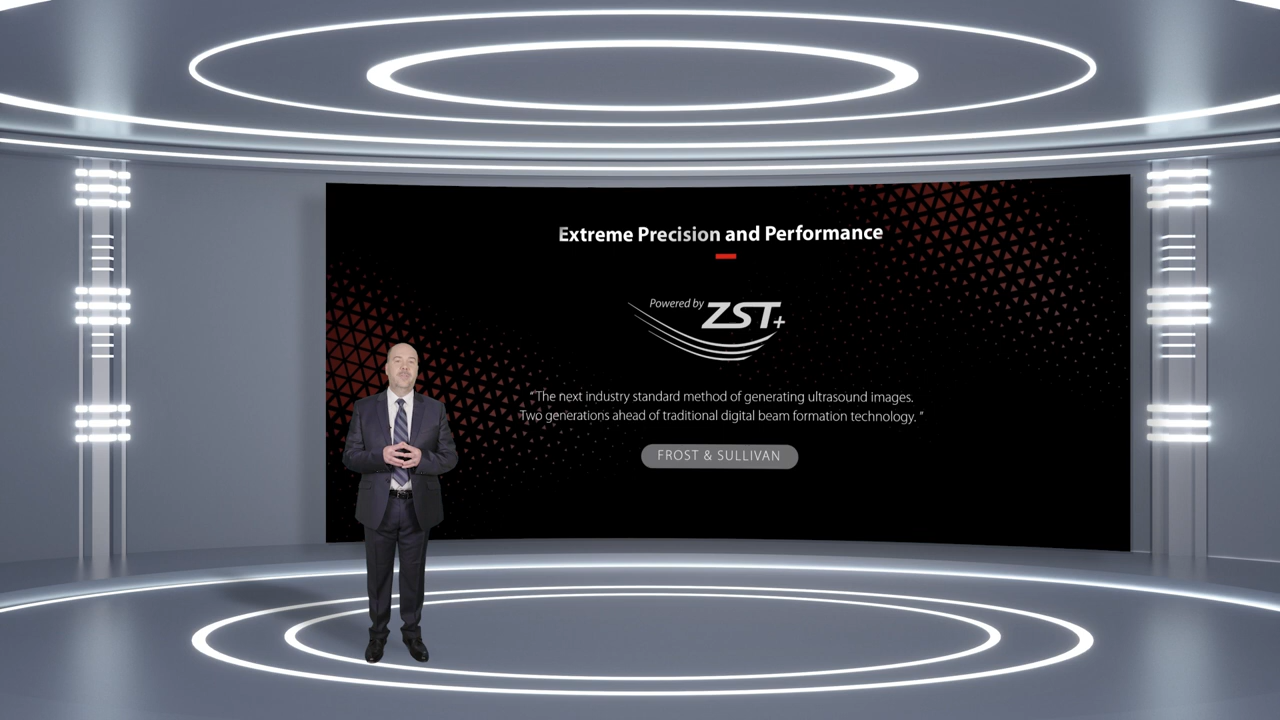 Extreme Precision and Performance
Powered by ZST+
“ The next industry standard method of generating ultrasound images.
Two generations ahead of traditional digital beam formation technology. ”
FROST & SULLIVAN